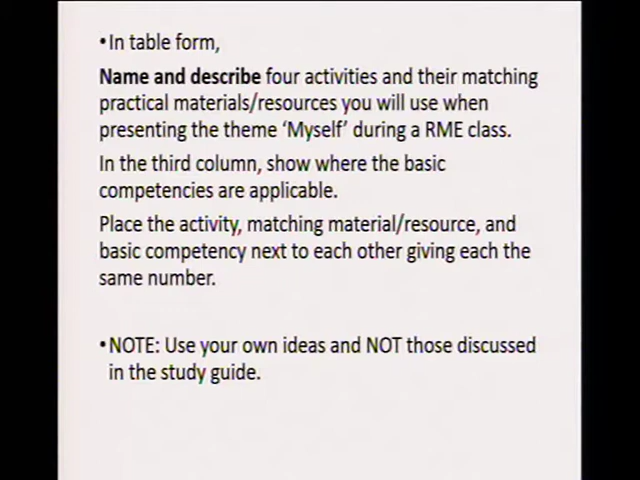 •In table form,
Name and describe four activities and their matching
practical materials/resources you will use when
presenting the theme ‘Myself’ during a RME class.
In the third column, show where the basic
competencies are applicable.
Place the activity, matching material/resource, and
basic competency next to each other giving each the
same number.
•NOTE: Use your own ideas and NOT those discussed
in the study guide.